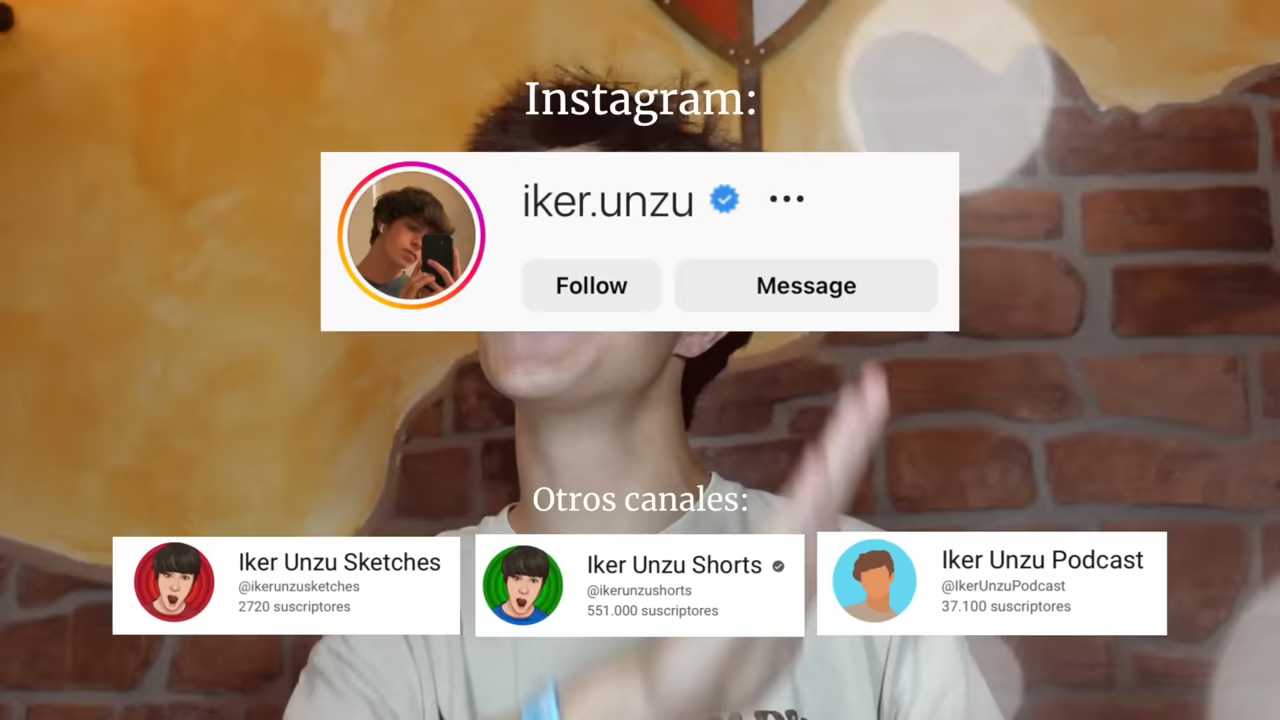 Instagram:
iker.unzu
Follow
Message
Otros canales:
Iker Unzu Sketches
@ikerunzusketches
2720 suscriptores
Iker Unzu Shorts
@ikerunzushorts
551.000 suscriptores
Iker Unzu Podcast
@IkerUnzuPodcast
37.100 suscriptores